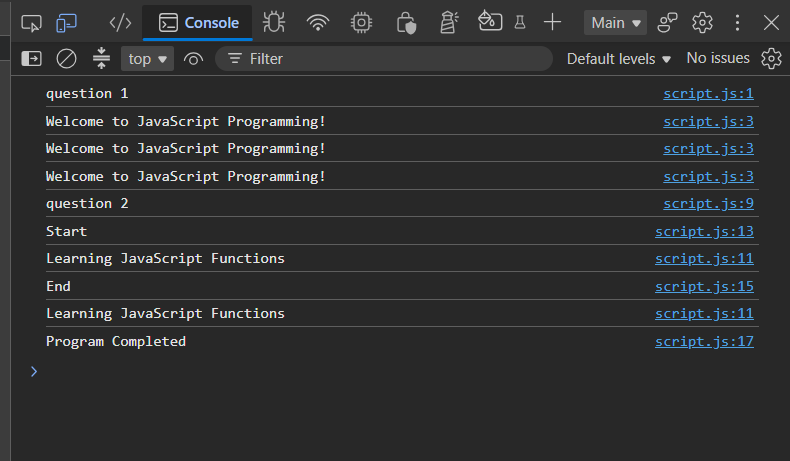 Console
Main
top
Filter
Default levels
No issues
question 1 script.js:1
Welcome to JavaScript Programming! script.js:3
Welcome to JavaScript Programming! script.js:3
Welcome to JavaScript Programming! script.js:3
question 2 script.js:9
Start script.js:13
Learning JavaScript Functions script.js:11
End script.js:15
Learning JavaScript Functions script.js:11
Program Completed script.js:17